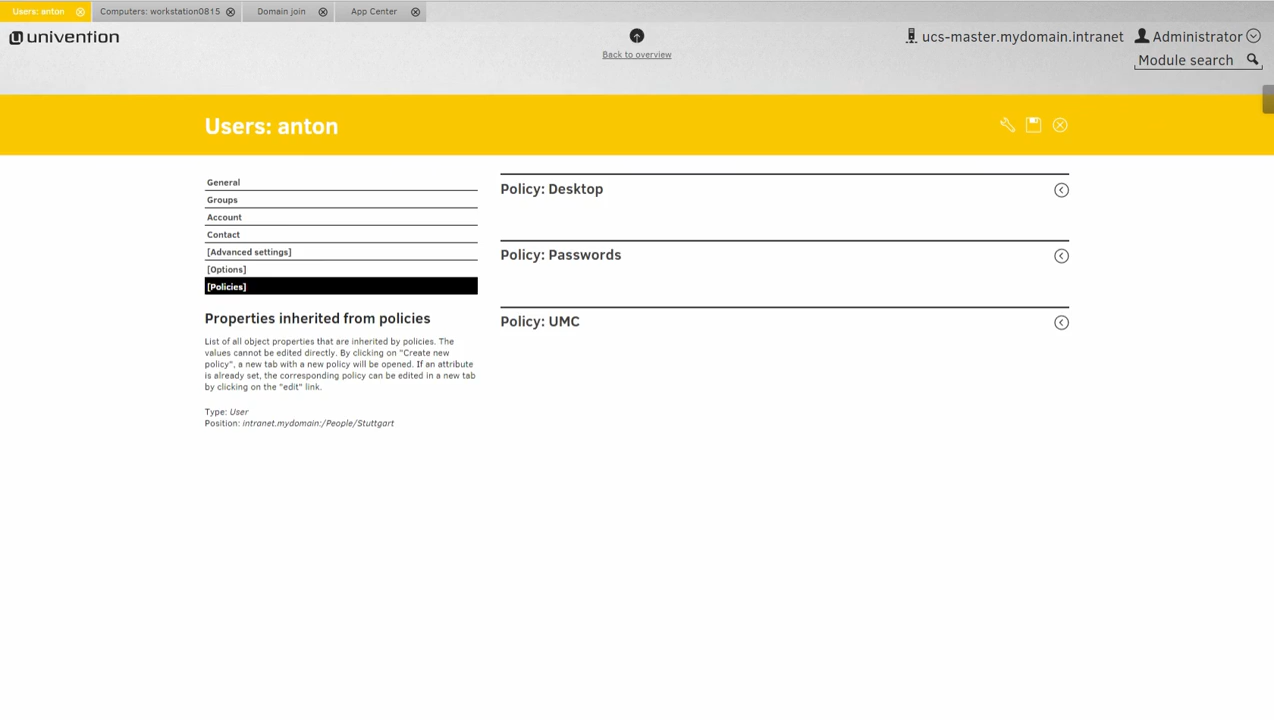 Users: anton
Computers: workstation0815
Domain join
App Center
univention
Back to overview
ucs-master.mydomain.intranet
Administrator
Module search
Users: anton
General
Groups
Account
Contact
[Advanced settings]
[Options]
[Policies]
Properties inherited from policies
List of all object properties that are inherited by policies. The
values cannot be edited directly. By clicking on "Create new
policy", a new tab with a new policy will be opened. If an attribute
is already set, the corresponding policy can be edited in a new tab
by clicking on the "edit" link.
Type: User
Position: intranet.mydomain:/People/Stuttgart
Policy: Desktop
Policy: Passwords
Policy: UMC